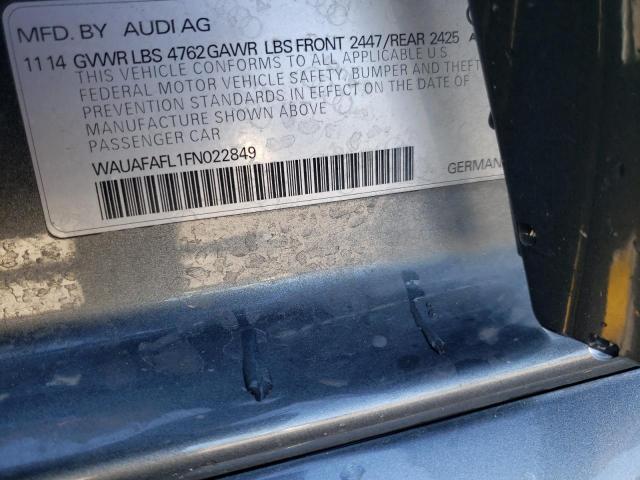 MFD. BY AUDI AG
11 14 GVWR LBS 4762 GAWR LBS FRONT 2447/REAR 2425
THIS VEHICLE CONFORMS TO ALL APPLICABLE U.S
FEDERAL MOTOR VEHICLE SAFETY, BUMPER AND THEFT
PREVENTION STANDARDS IN EFFECT ON THE DATE OF
MANUFACTURE SHOWN ABOVE
PASSENGER CAR
WAUAFAFL1FN022849
GERMAN